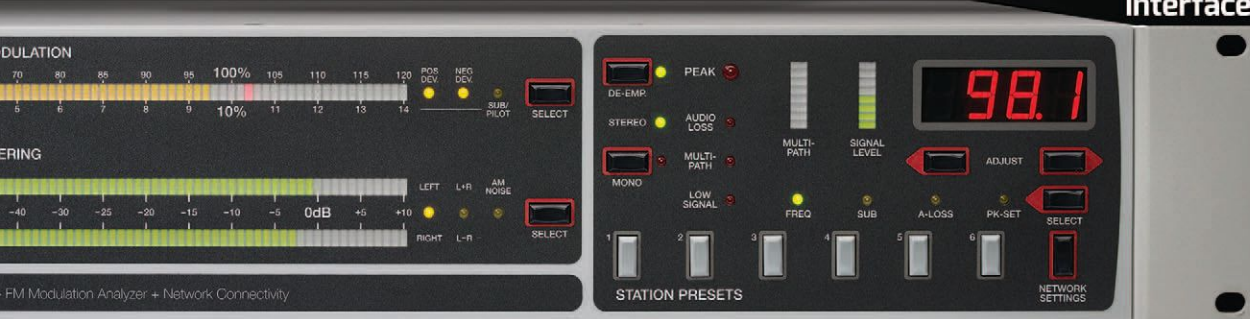 Interface
ODULATION
70 80 85 90 95 100% 105 110 115 120
5 6 7 8 9 10% 11 12 13 14
POS DEV.
NEG DEV.
SUB/ PILOT
SELECT
ERING
-40 -30 -25 -20 -15 -10 -5 0dB +5 +10
LEFT L+R AM NOISE
RIGHT L-R
SELECT
FM Modulation Analyzer + Network Connectivity
DE-EMP.
PEAK
STEREO
AUDIO LOSS
MONO
MULTI- PATH
LOW SIGNAL
MULTI- PATH
SIGNAL LEVEL
98.1
ADJUST
FREQ SUB A-LOSS PK-SET
SELECT
1 2 3 4 5 6
STATION PRESETS
NETWORK SETTINGS